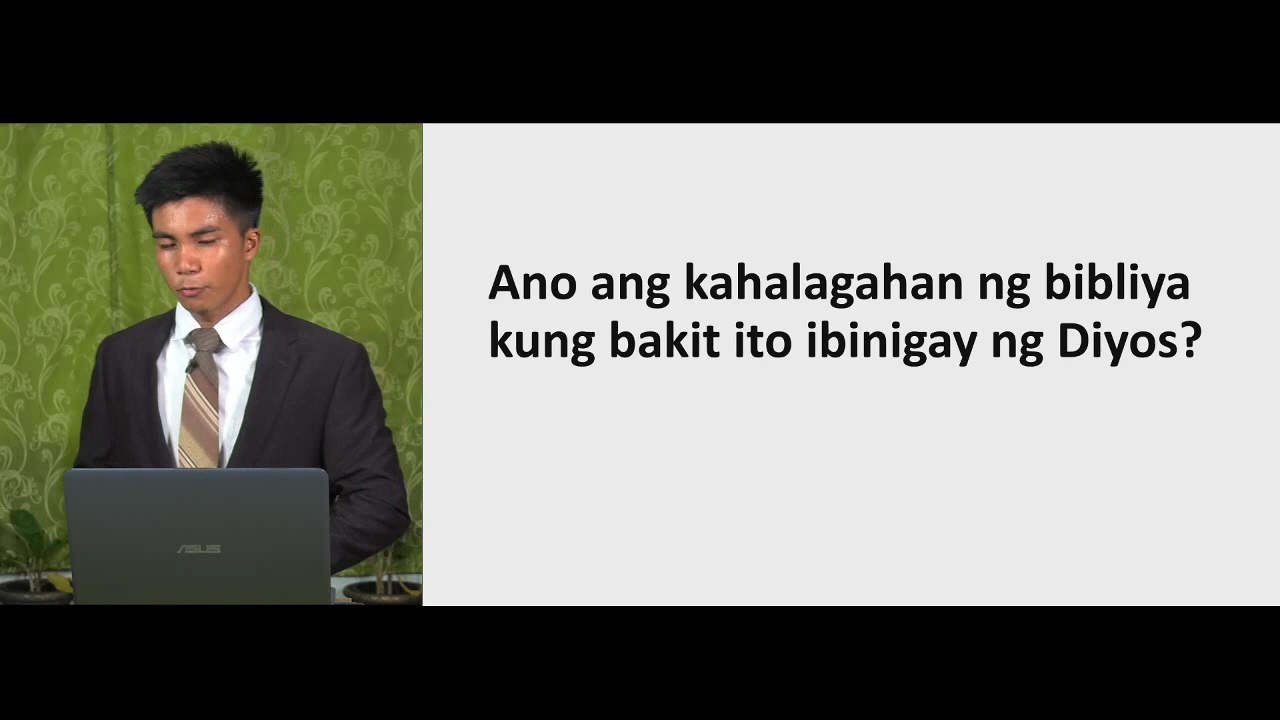 Ano ang kahalagahan ng bibliya
kung bakit ito ibinigay ng Diyos?
ASUS